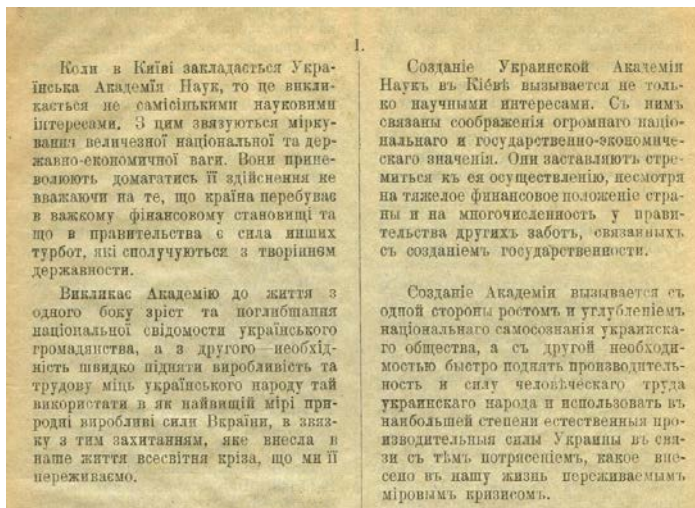 I.
Коли в Київі закладається Укра-
їнська Академія Наук, то це викли-
кається не самісінькими науковими
інтересами. З цим звязуються мірку-
вання величезної національної та дер-
жавно-економичної ваги. Вони прине-
волюють домагатись її здійснення не
вважаючи на те, що країна перебуває
в важкому фінансовому становищі та
що в правительства є сила инших
турбот, які сполучуються з творіннєм
державности.
Викликає Академію до життя з
одного боку зріст та поглибшання
національної свідомости українського
громадянства, а з другого—необхід-
ність швидко підняти виробливість та
трудову міць українського народу тай
використати в як найвищій мірі при-
родні виробливі сили Вкраїни, в звяз-
ку з тим захитанням, яке внесла в
наше життя всесвітня кріза, що ми її
переживаємо.
Созданіе Украинской Академіи
Наукъ въ Кіевѣ вызывается не толь-
ко научными интересами. Съ нимъ
связаны соображенія огромнаго націо-
нальнаго и государственно-экономиче-
скаго значенія. Они заставляютъ стре-
миться къ ея осуществленію, несмотря
на тяжелое финансовое положеніе стра-
ны и на многочисленность у прави-
тельства другихъ заботъ, связанныхъ
съ созданіемъ государственности.
Созданіе Академіи вызывается съ
одной стороны ростомъ и углубленіемъ
національнаго самосознанія украинска-
го общества, а съ другой необходи-
мостью быстро поднять производитель-
ность и силу человѣческаго труда
украинскаго народа и использовать въ
наибольшей степени естественныя про-
изводительныя силы Украины въ свя-
зи съ тѣмъ потрясеніемъ, какое вне-
сено въ нашу жизнь переживаемымъ
міровымъ кризисомъ.